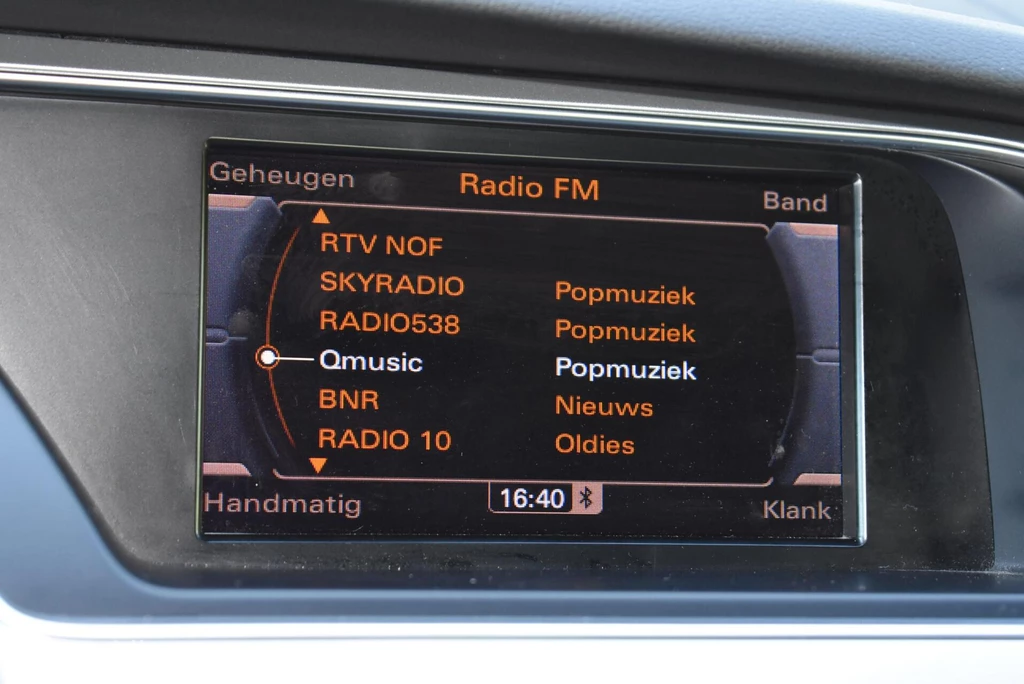 Geheugen Radio FM Band
RTV NOF
SKYRADIO Popmuziek
RADIO538 Popmuziek
Qmusic Popmuziek
BNR Nieuws
RADIO 10 Oldies
Handmatig 16:40 Klank